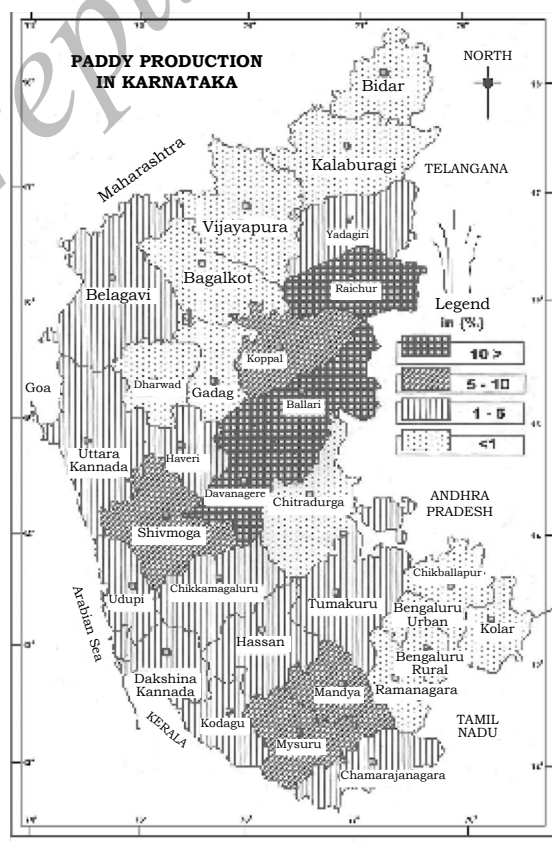 PADDY PRODUCTION
IN KARNATAKA
NORTH
Bidar
Kalaburagi
TELANGANA
Maharashtra
Vijayapura
Yadagiri
Bagalkot
Raichur
Belagavi
Legend
in (%)
10 >
5 - 10
1 - 5
<1
Koppal
Dharwad
Gadag
Goa
Ballari
Uttara
Kannada
Haveri
Davanagere
Chitradurga
ANDHRA
PRADESH
Shivmoga
Chikballapur
Udupi
Chikkamagaluru
Tumakuru
Bengaluru
Urban
Kolar
Arabian Sea
Hassan
Bengaluru
Rural
Dakshina
Kannada
Mandya
Ramanagara
Kodagu
KERALA
TAMIL
NADU
Mysuru
Chamarajanagara